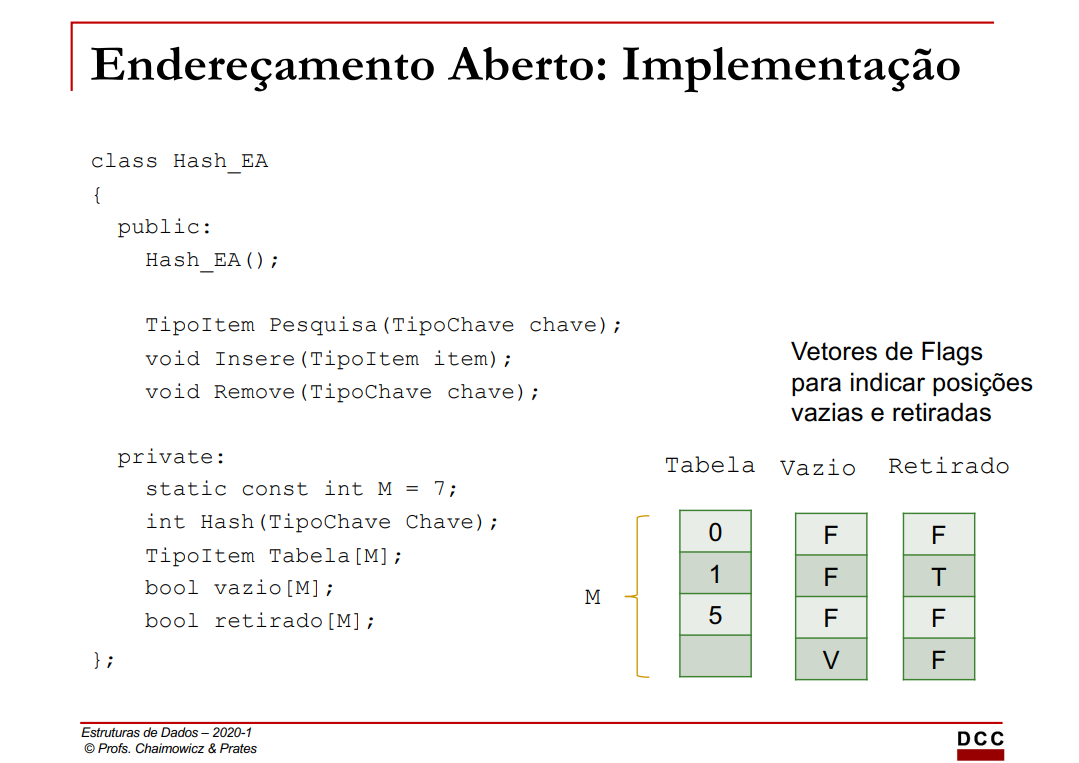 Endereçamento Aberto: Implementação
class Hash_EA
{
public:
Hash_EA();
TipoItem Pesquisa(TipoChave chave);
void Insere(TipoItem item);
void Remove(TipoChave chave);
private:
static const int M = 7;
int Hash(TipoChave Chave);
TipoItem Tabela[M];
bool vazio[M];
bool retirado[M];
};
Vetores de Flags
para indicar posições
vazias e retiradas
Tabela Vazio Retirado
0 F F
1 F T
M
5 F F
V F
Estruturas de Dados – 2020-1
© Profs. Chaimowicz & Prates
DCC